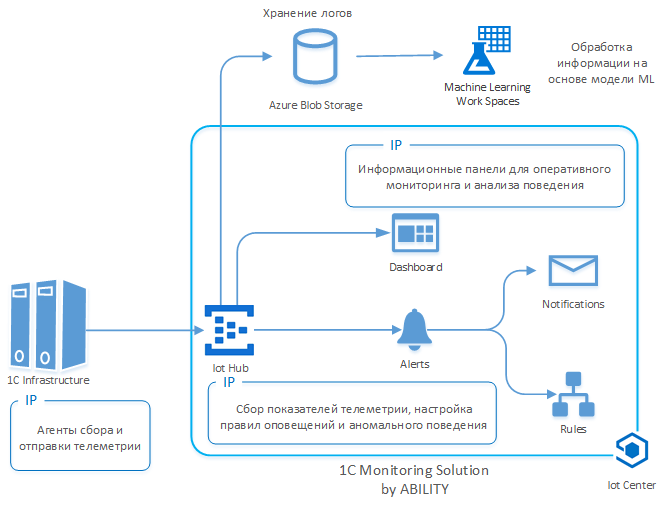 Хранение логов
Azure Blob Storage
Machine Learning
Work Spaces
Обработка
информации на
основе модели ML
IP
Информационные панели для оперативного
мониторинга и анализа поведения
Dashboard
Notifications
1C Infrastructure
Iot Hub
Alerts
Rules
IP
Агенты сбора и
отправки телеметрии
IP
Сбор показателей телеметрии, настройка
правил оповещений и аномального поведения
1C Monitoring Solution
by ABILITY
Iot Center